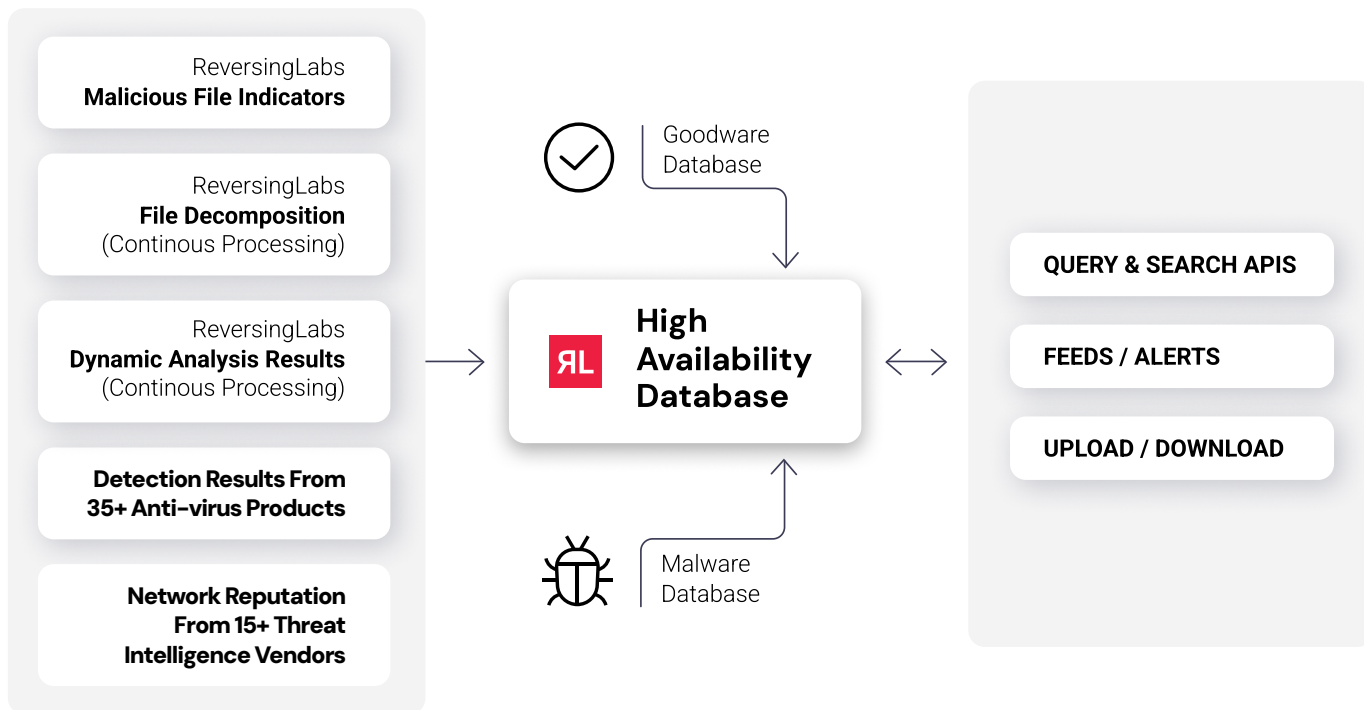 ReversingLabs
Malicious File Indicators
ReversingLabs
File Decomposition
(Continous Processing)
ReversingLabs
Dynamic Analysis Results
(Continous Processing)
Detection Results From
35+ Anti-virus Products
Network Reputation
From 15+ Threat
Intelligence Vendors
Goodware
Database
RL
High
Availability
Database
Malware
Database
QUERY & SEARCH APIS
FEEDS / ALERTS
UPLOAD / DOWNLOAD